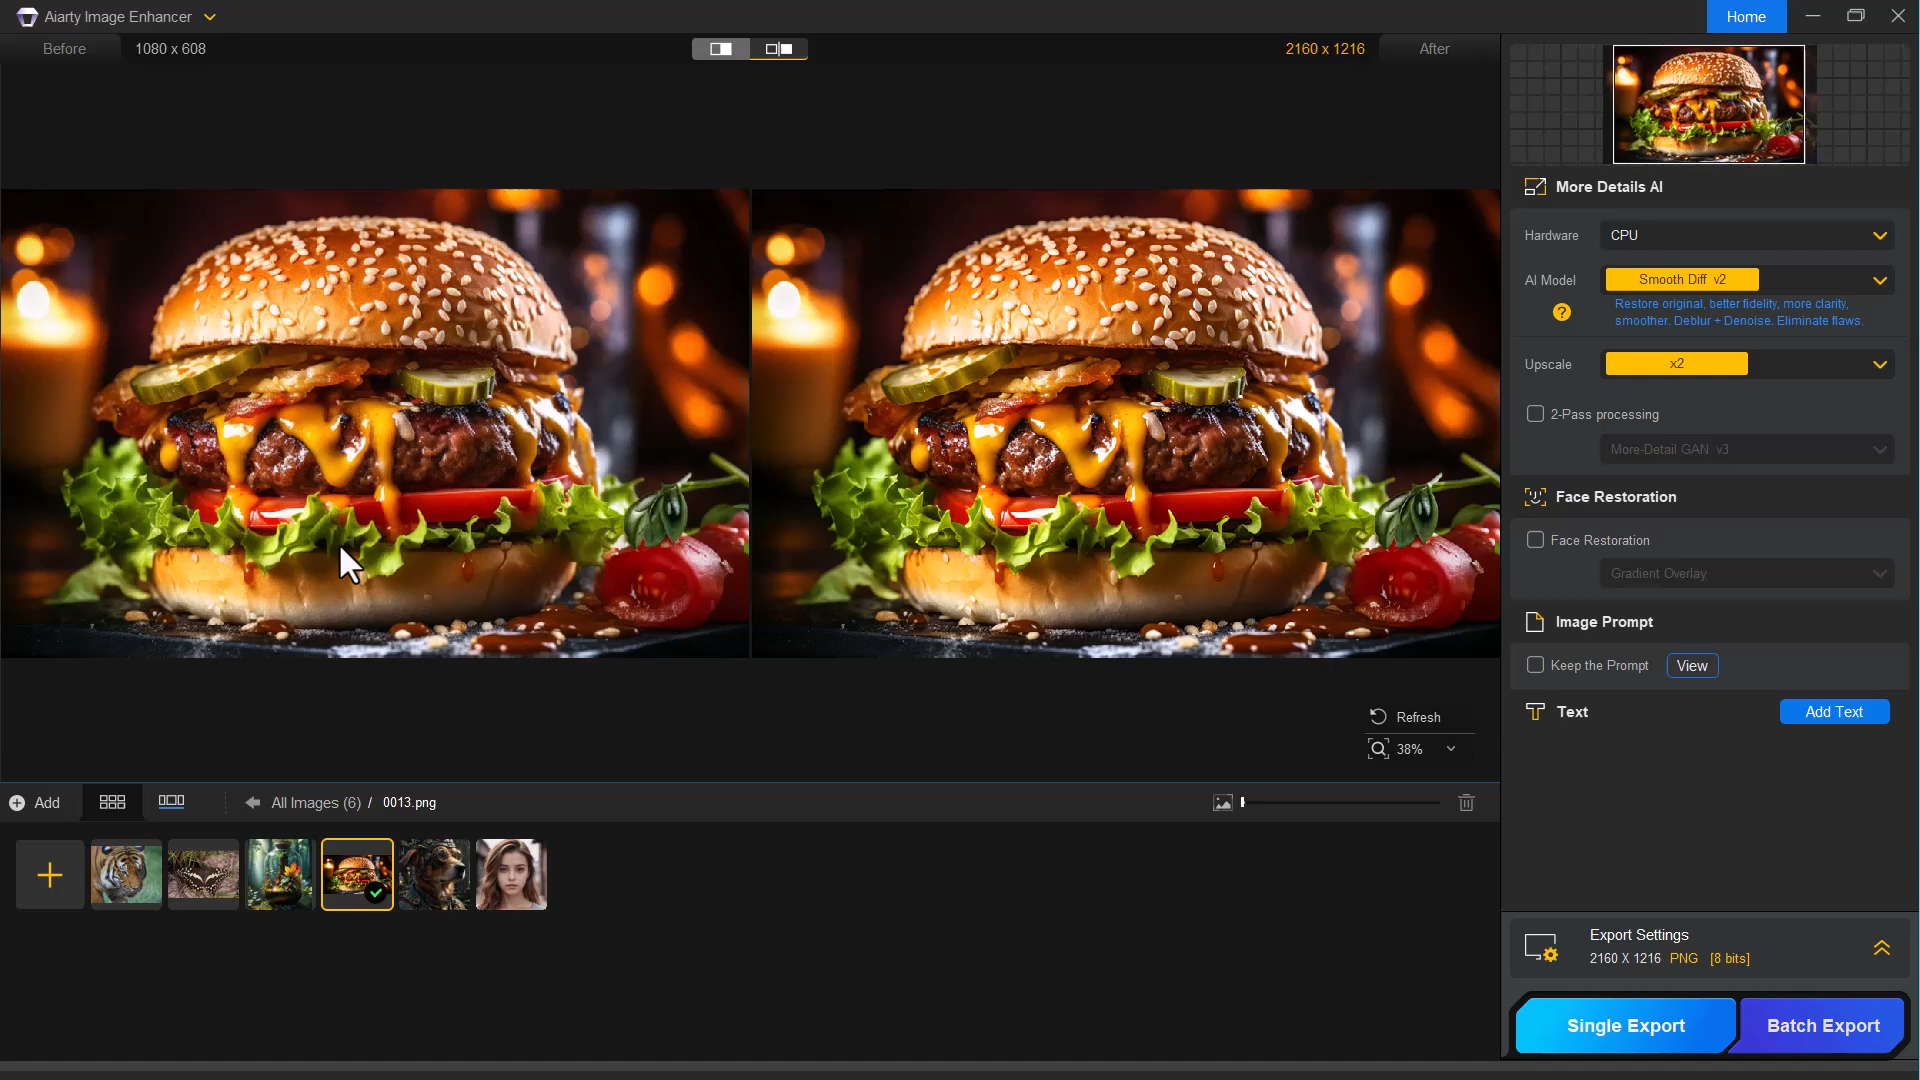 Aiarty Image Enhancer
Home
Before
1080 x 608
2160 x 1216
After
More Details AI
Hardware
CPU
AI Model
Smooth Diff v2
?
Restore original, better fidelity, more clarity,
smoother. Deblur + Denoise. Eliminate flaws.
Upscale
x2
2-Pass processing
More-Detail GAN v3
Face Restoration
Face Restoration
Gradient Overlay
Image Prompt
Keep the Prompt
View
Text
Add Text
Refresh
38%
Add
All Images (6) / 0013.png
Export Settings
2160 X 1216 PNG [8 bits]
Single Export
Batch Export